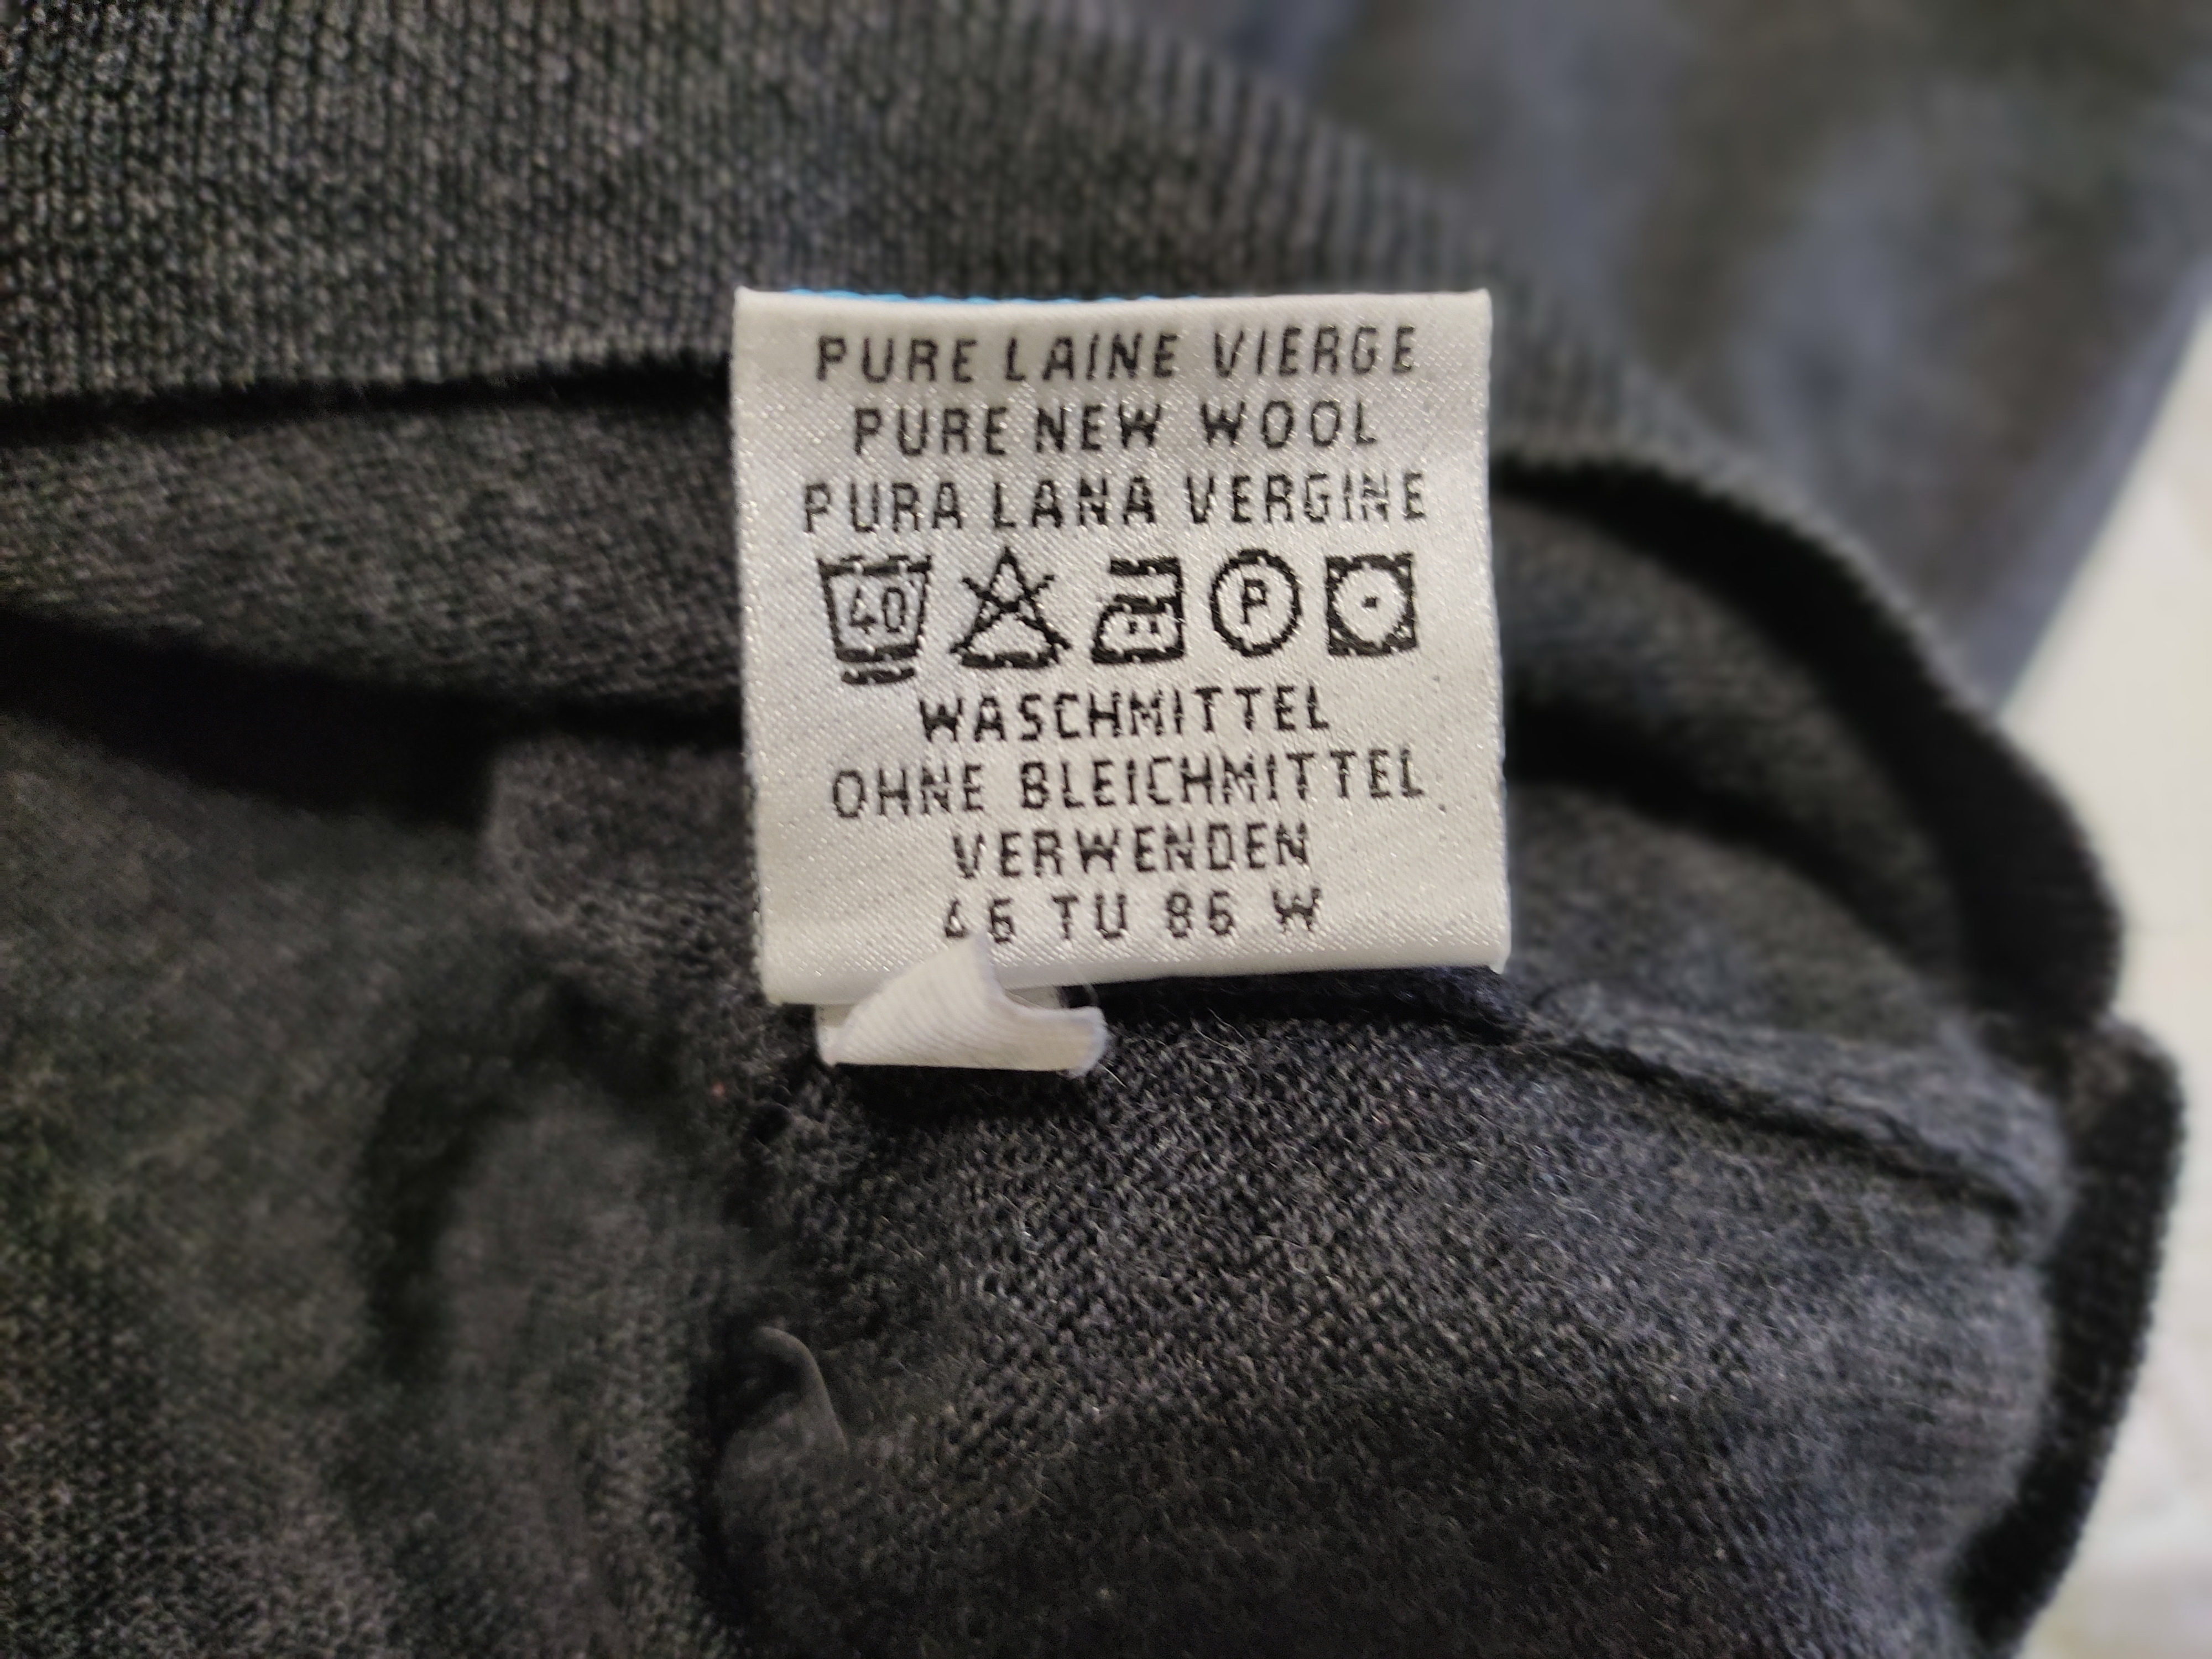 PURE LAINE VIERGE
PURE NEW WOOL
PURA LANA VERGINE
40 P
WASCHMITTEL
OHNE BLEICHMITTEL
VERWENDEN
46 TU 86 W